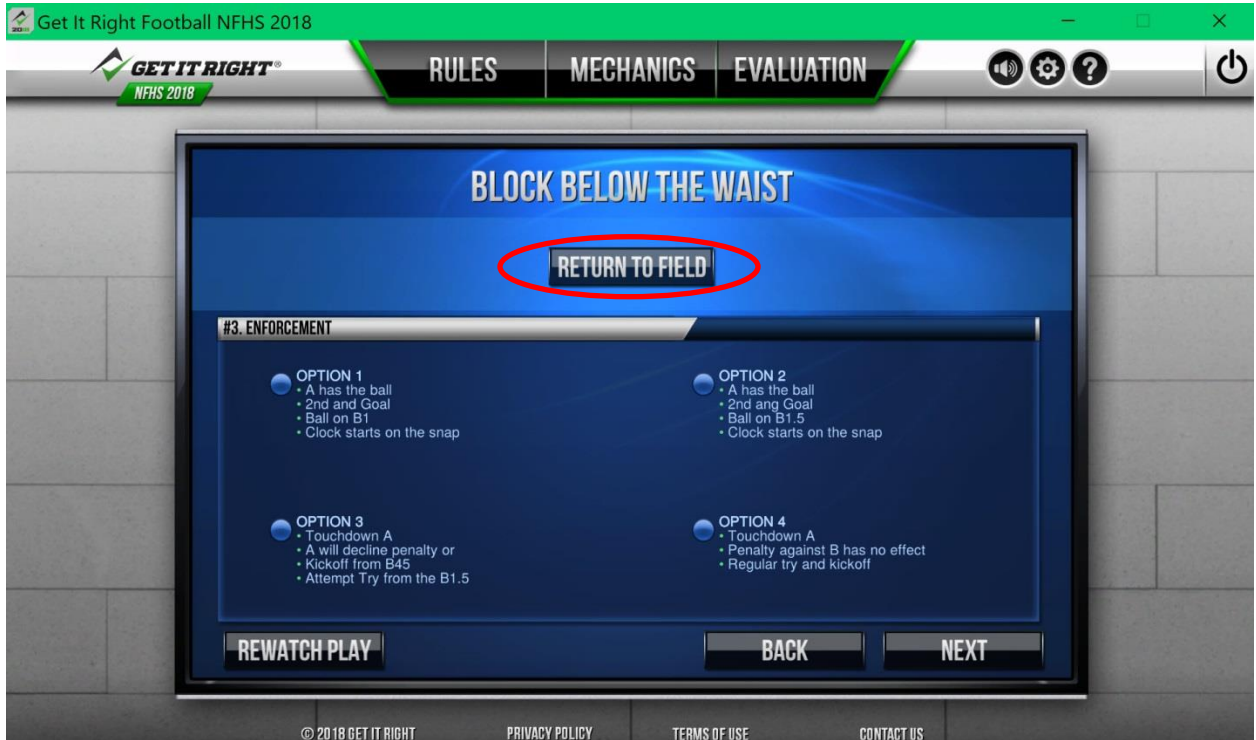 Get It Right Football NFHS 2018
GET IT RIGHT®
NFHS 2018
RULES
MECHANICS
EVALUATION
?
BLOCK BELOW THE WAIST
RETURN TO FIELD
#3. ENFORCEMENT
OPTION 1
• A has the ball
• 2nd and Goal
• Ball on B1
• Clock starts on the snap
OPTION 2
• A has the ball
• 2nd ang Goal
• Ball on B1.5
• Clock starts on the snap
OPTION 3
• Touchdown A
• A will decline penalty or
• Kickoff from B45
• Attempt Try from the B1.5
OPTION 4
• Touchdown A
• Penalty against B has no effect
• Regular try and kickoff
REWATCH PLAY
BACK
NEXT
© 2018 GET IT RIGHT
PRIVACY POLICY
TERMS OF USE
CONTACT US